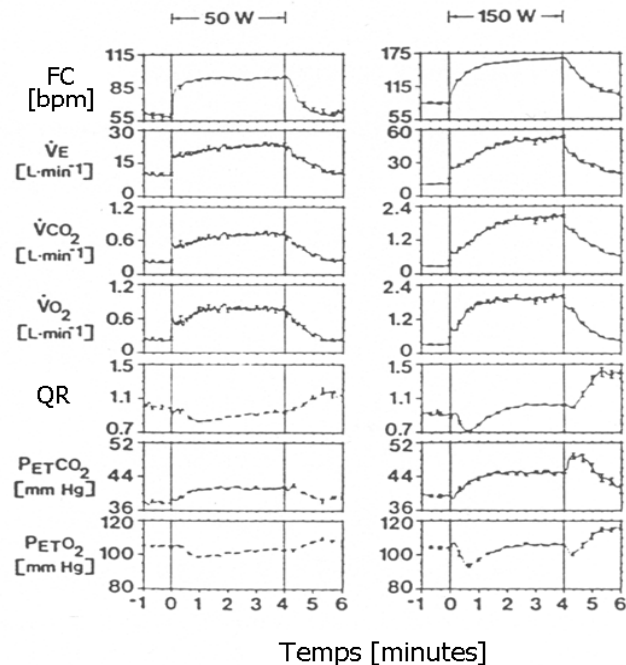 50 W 150 W
FC
[bpm]
115
85
55
175
115
55
V̇E
[L·min⁻¹]
30
15
0
60
30
0
V̇CO₂
[L·min⁻¹]
1.2
0.6
0
2.4
1.2
0
V̇O₂
[L·min⁻¹]
1.2
0.6
0
2.4
1.2
0
QR
1.5
1.1
0.7
1.5
1.1
0.7
PETCO₂
[mm Hg]
52
44
36
52
44
36
PETO₂
[mm Hg]
120
100
80
120
100
80
-1 0 1 2 3 4 5 6 -1 0 1 2 3 4 5 6
Temps [minutes]